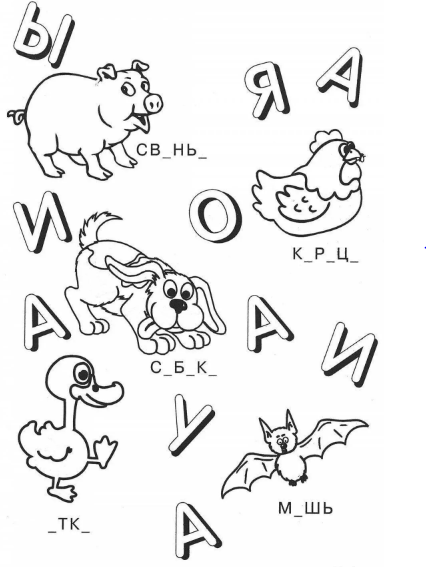 Ы
Я А
СВ_НЬ_
И О
К_Р_Ц_
А А
С_Б_К_
И
У
_ТК_
М_ШЬ
А